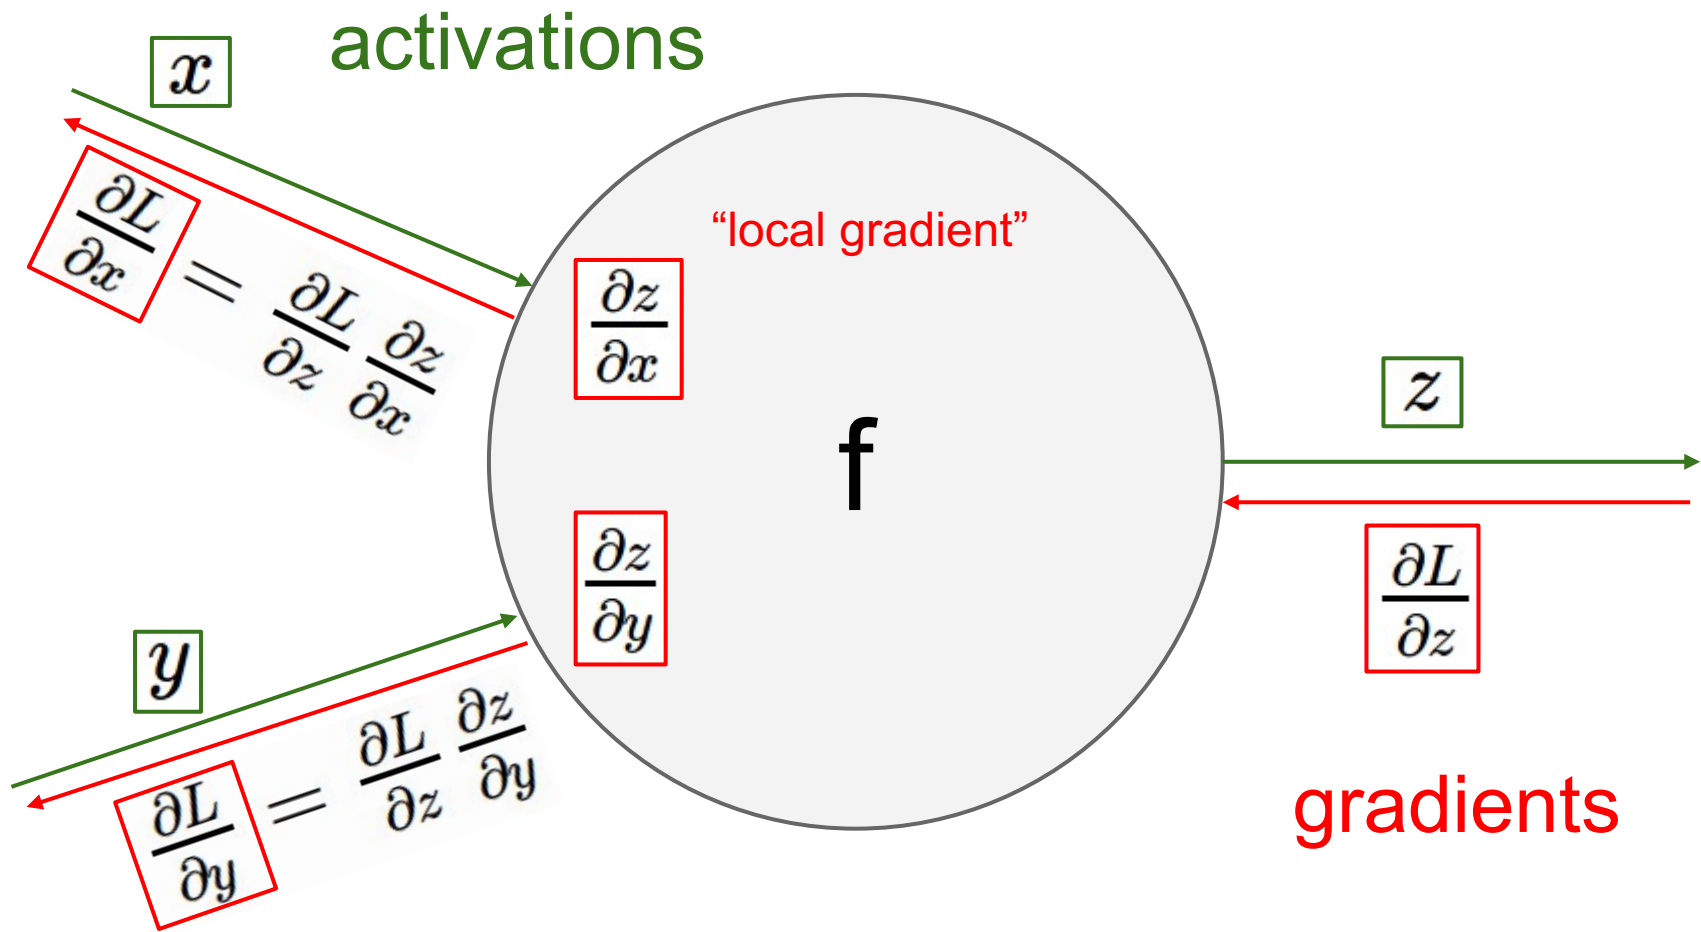 activations
x
∂L/∂x = ∂L/∂z ∂z/∂x
“local gradient”
∂z/∂x
f
z
∂z/∂y
∂L/∂z
y
∂L/∂y = ∂L/∂z ∂z/∂y
gradients